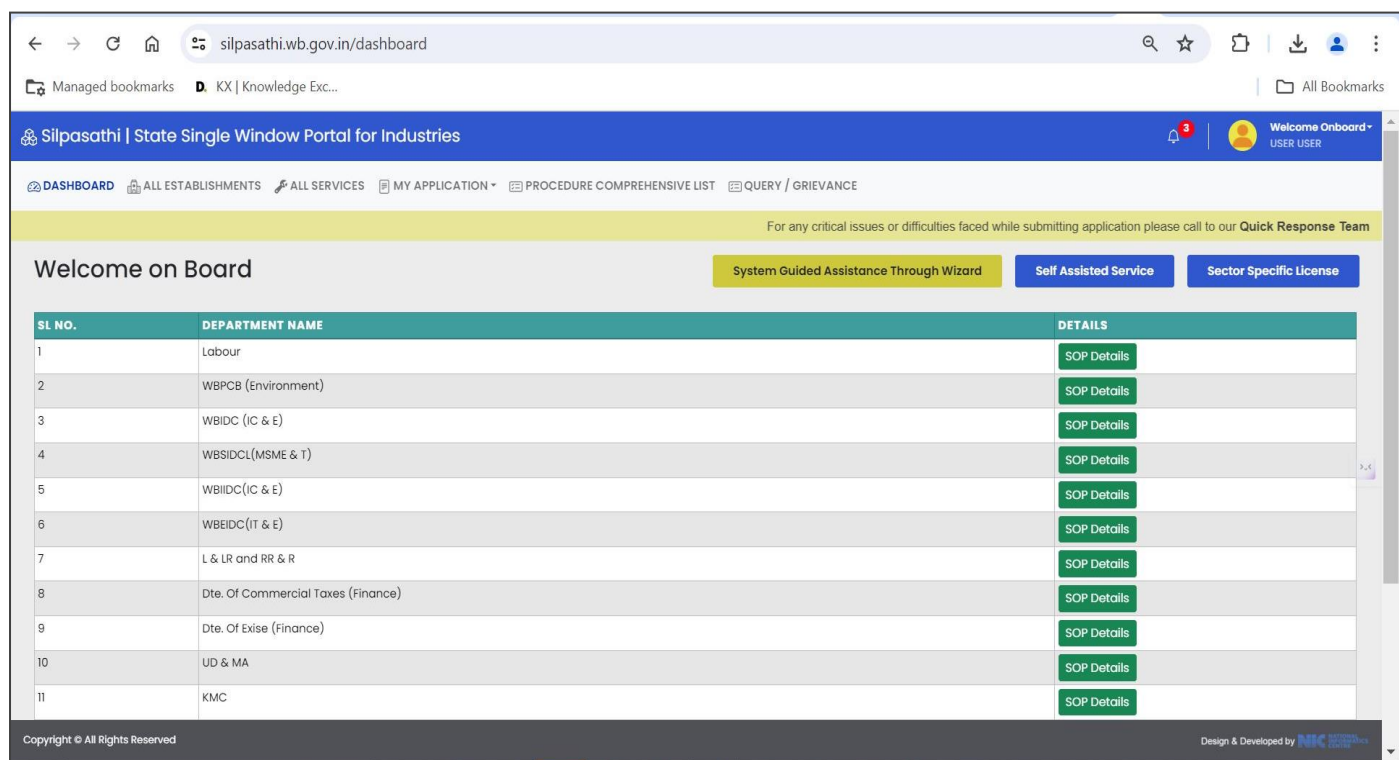 silpasathi.wb.gov.in/dashboard
Managed bookmarks D. KX | Knowledge Exc... All Bookmarks
Silpasathi | State Single Window Portal for Industries 3 Welcome Onboard
USER USER
DASHBOARD ALL ESTABLISHMENTS ALL SERVICES MY APPLICATION PROCEDURE COMPREHENSIVE LIST QUERY / GRIEVANCE
For any critical issues or difficulties faced while submitting application please call to our Quick Response Team
Welcome on Board System Guided Assistance Through Wizard Self Assisted Service Sector Specific License
SL NO. DEPARTMENT NAME DETAILS
1 Labour SOP Details
2 WBPCB (Environment) SOP Details
3 WBIDC (IC & E) SOP Details
4 WBSIDCL(MSME & T) SOP Details
5 WBIIDC(IC & E) SOP Details
6 WBEIDC(IT & E) SOP Details
7 L & LR and RR & R SOP Details
8 Dte. Of Commercial Taxes (Finance) SOP Details
9 Dte. Of Exise (Finance) SOP Details
10 UD & MA SOP Details
11 KMC SOP Details
Copyright © All Rights Reserved Design & Developed by NIC NATIONAL INFORMATICS CENTRE